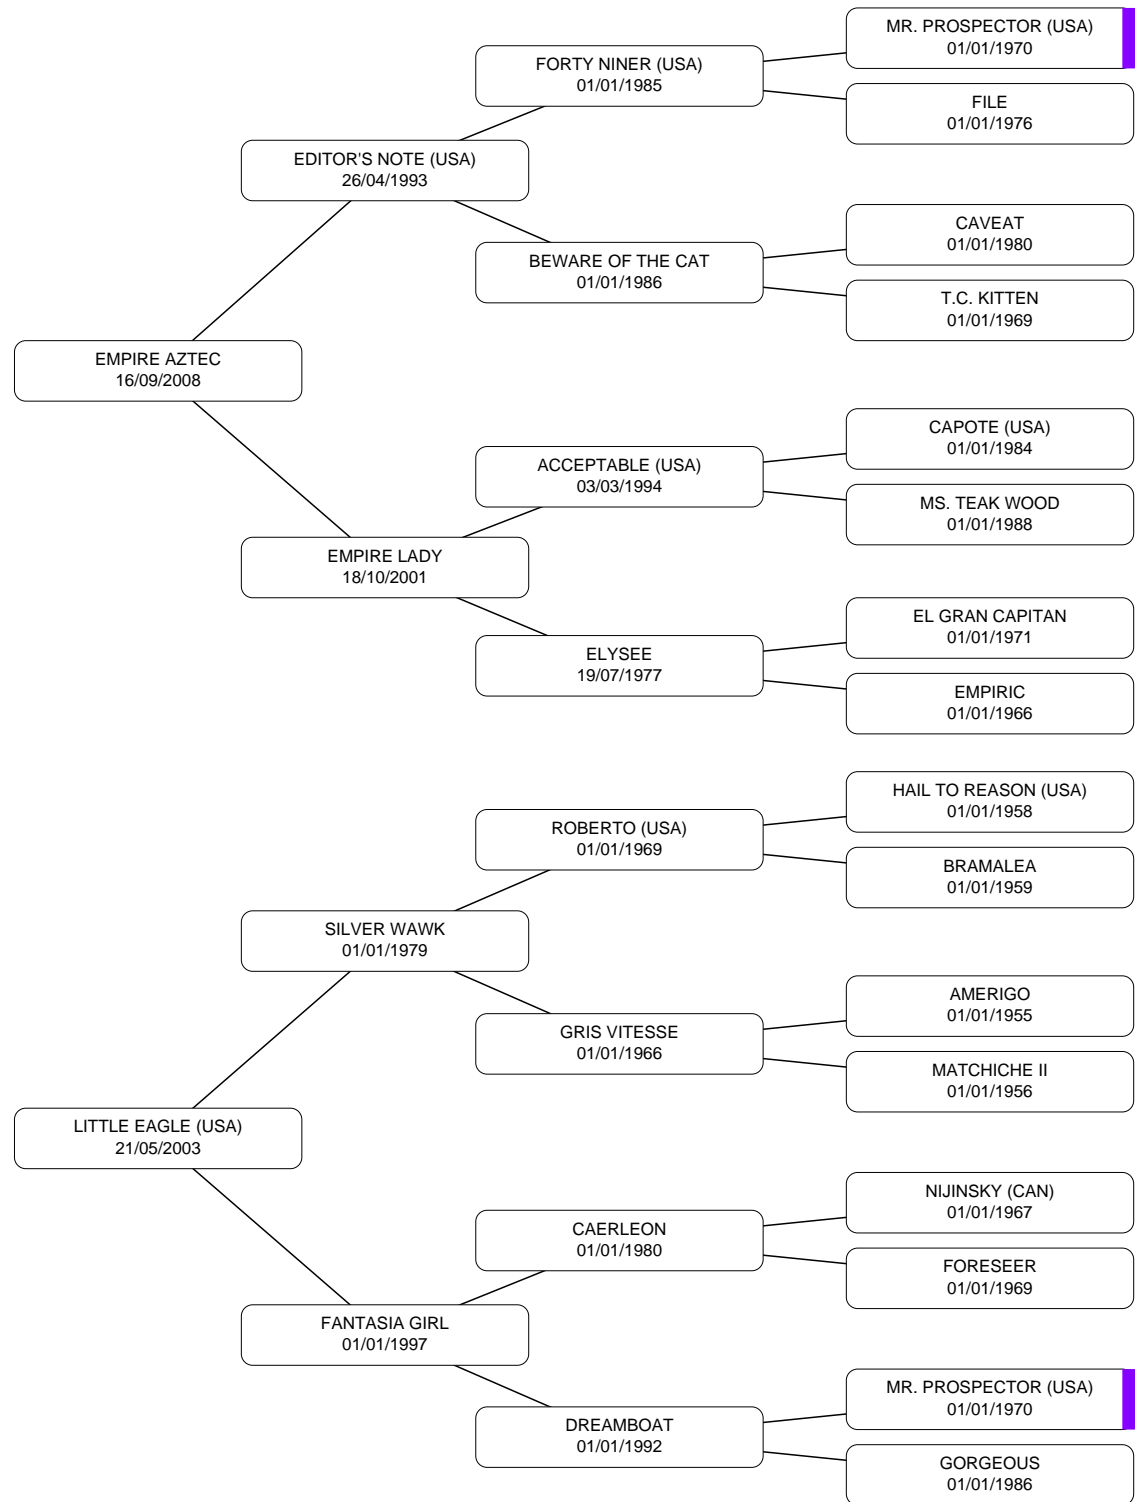 MR. PROSPECTOR (USA)
01/01/1970
FORTY NINER (USA)
01/01/1985
FILE
01/01/1976
EDITOR'S NOTE (USA)
26/04/1993
CAVEAT
01/01/1980
BEWARE OF THE CAT
01/01/1986
T.C. KITTEN
01/01/1969
EMPIRE AZTEC
16/09/2008
CAPOTE (USA)
01/01/1984
ACCEPTABLE (USA)
03/03/1994
MS. TEAK WOOD
01/01/1988
EMPIRE LADY
18/10/2001
EL GRAN CAPITAN
01/01/1971
ELYSEE
19/07/1977
EMPIRIC
01/01/1966
HAIL TO REASON (USA)
01/01/1958
ROBERTO (USA)
01/01/1969
BRAMALEA
01/01/1959
SILVER WAWK
01/01/1979
AMERIGO
01/01/1955
GRIS VITESSE
01/01/1966
MATCHICHE II
01/01/1956
LITTLE EAGLE (USA)
21/05/2003
NIJINSKY (CAN)
01/01/1967
CAERLEON
01/01/1980
FORESEER
01/01/1969
FANTASIA GIRL
01/01/1997
MR. PROSPECTOR (USA)
01/01/1970
DREAMBOAT
01/01/1992
GORGEOUS
01/01/1986